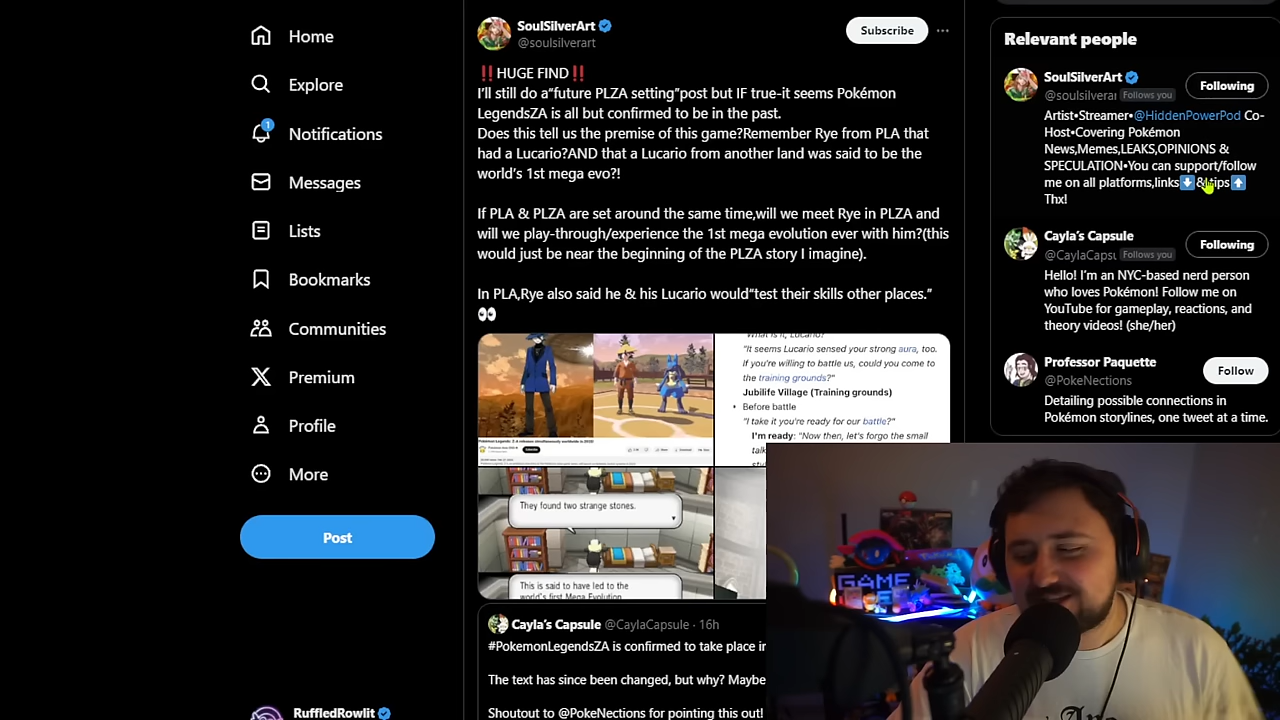 Home
Explore
1
Notifications
Messages
Lists
Bookmarks
Communities
Premium
Profile
More
Post
RuffledRowlit
SoulSilverArt
@soulsilverart
Subscribe
‼️HUGE FIND‼️
I'll still do a“future PLZA setting”post but IF true-it seems Pokémon
LegendsZA is all but confirmed to be in the past.
Does this tell us the premise of this game?Remember Rye from PLA that
had a Lucario?AND that a Lucario from another land was said to be the
world's 1st mega evo?!
If PLA & PLZA are set around the same time,will we meet Rye in PLZA and
will we play-through/experience the 1st mega evolution ever with him?(this
would just be near the beginning of the PLZA story I imagine).
In PLA,Rye also said he & his Lucario would“test their skills other places.”
👀
"It seems Lucario sensed your strong aura, too.
If you're willing to battle us, could you come to
the training grounds?"
Jubilife Village (Training grounds)
• Before battle
"I take it you're ready for our battle?"
I'm ready: "Now then, let's forgo the small
They found two strange stones.
This is said to have led to the
world's first Mega Evolution
Cayla's Capsule @CaylaCapsule · 16h
#PokemonLegendsZA is confirmed to take place in
The text has since been changed, but why? Maybe
Shoutout to @PokeNections for pointing this out!
Relevant people
SoulSilverArt
@soulsilverar Follows you
Following
Artist•Streamer•@HiddenPowerPod Co-
Host•Covering Pokémon
News,Memes,LEAKS,OPINIONS &
SPECULATION•You can support/follow
me on all platforms,links⬇️&tips⬆️
Thx!
Cayla's Capsule
@CaylaCapsu Follows you
Following
Hello! I'm an NYC-based nerd person
who loves Pokémon! Follow me on
YouTube for gameplay, reactions, and
theory videos! (she/her)
Professor Paquette
@PokeNections
Follow
Detailing possible connections in
Pokémon storylines, one tweet at a time.
GAME